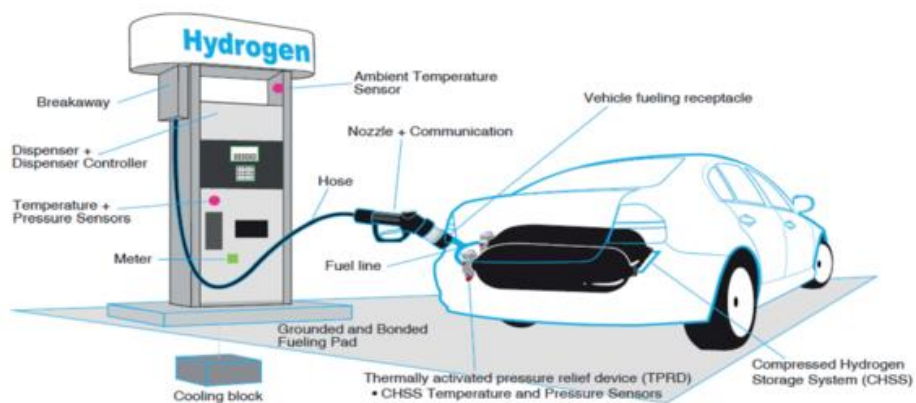 Hydrogen
Ambient Temperature
Sensor
Breakaway
Vehicle fueling receptacle
Nozzle + Communication
Dispenser +
Dispenser Controller
Hose
Temperature +
Pressure Sensors
Meter
Fuel line
Grounded and Bonded
Fueling Pad
Cooling block
Thermally activated pressure relief device (TPRD)
• CHSS Temperature and Pressure Sensors
Compressed Hydrogen
Storage System (CHSS)